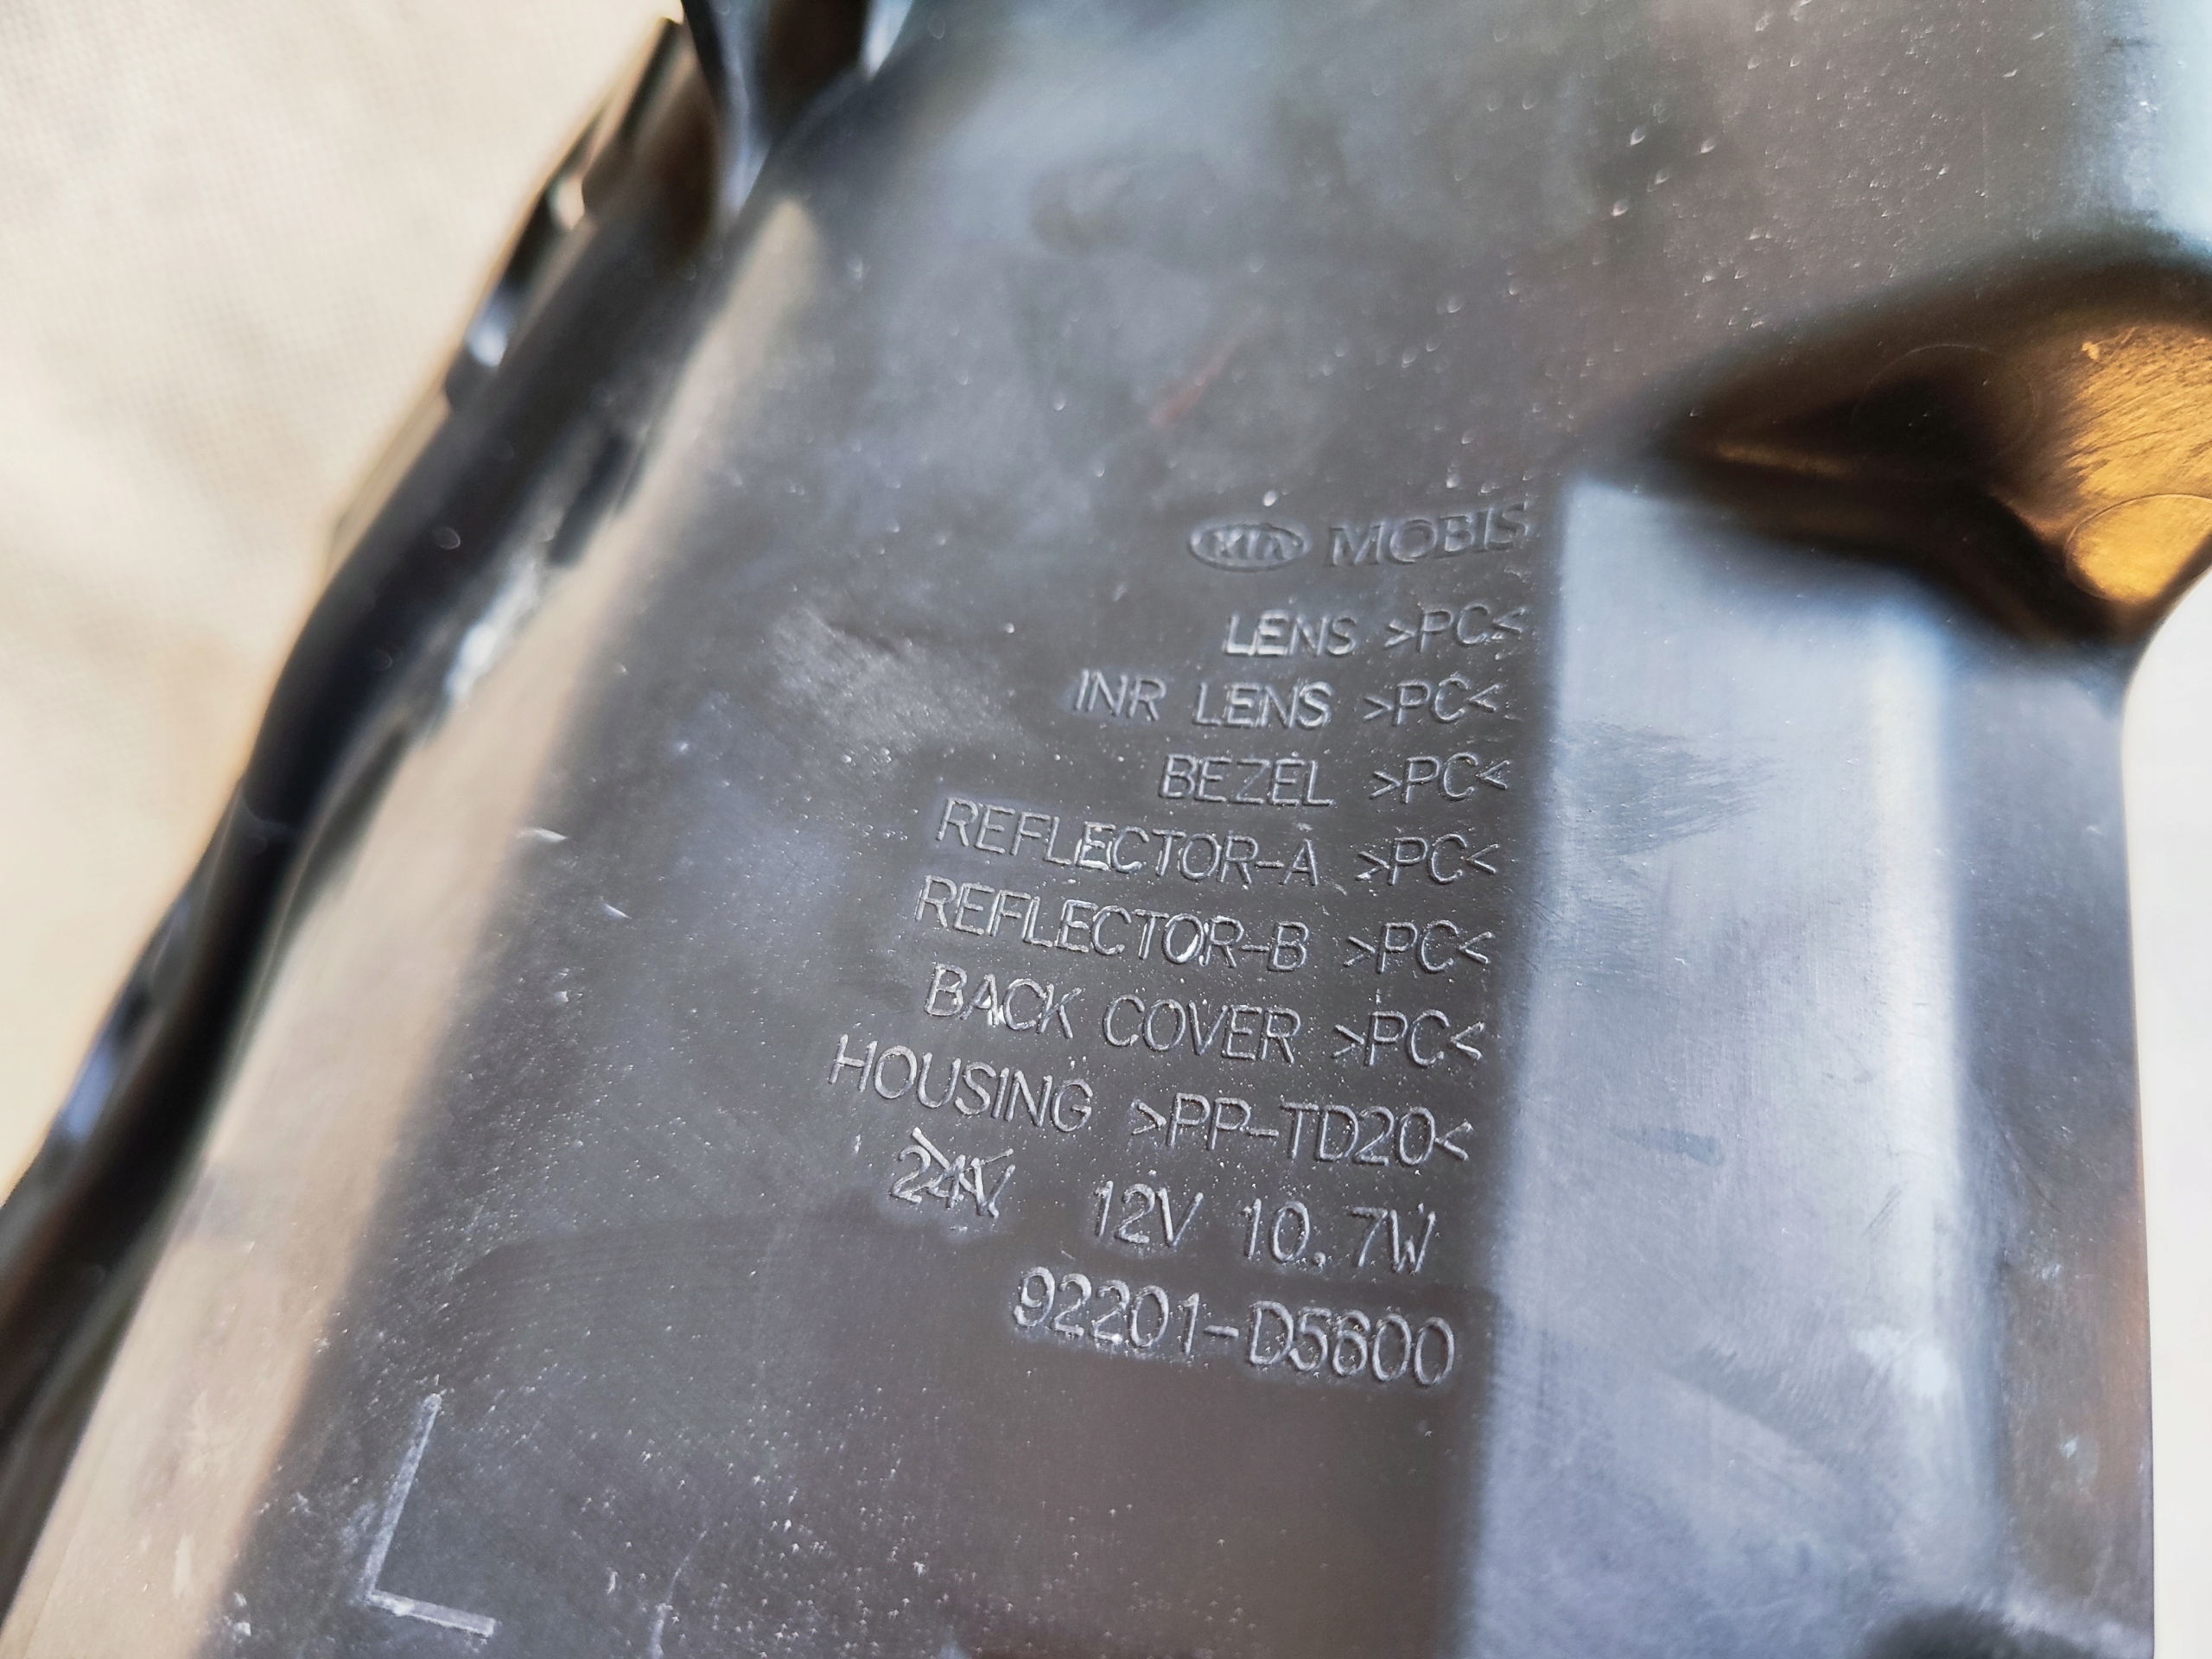 KIA MOBIS
LENS >PC<
INR LENS >PC<
BEZEL >PC<
REFLECTOR-A >PC<
REFLECTOR-B >PC<
BACK COVER >PC<
HOUSING >PP-TD20<
24V 12V 10.7W
92201-D5600
L